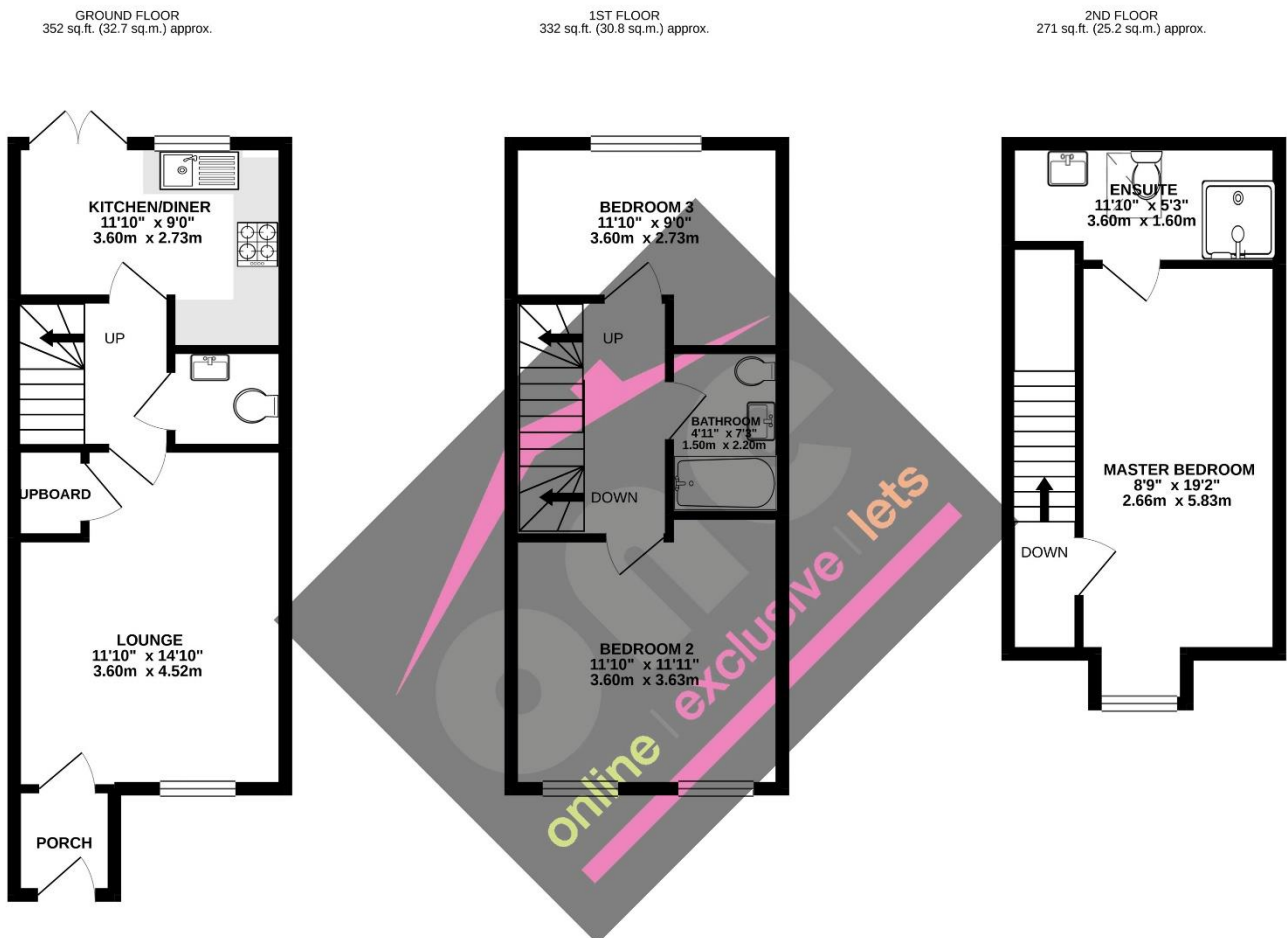 GROUND FLOOR
352 sq.ft. (32.7 sq.m.) approx.
KITCHEN/DINER
11'10" x 9'0"
3.60m x 2.73m
UP
UPBOARD
LOUNGE
11'10" x 14'10"
3.60m x 4.52m
PORCH
1ST FLOOR
332 sq.ft. (30.8 sq.m.) approx.
BEDROOM 3
11'10" x 9'0"
3.60m x 2.73m
UP
BATHROOM
4'11" x 7'3"
1.50m x 2.20m
DOWN
BEDROOM 2
11'10" x 11'11"
3.60m x 3.63m
one
online | exclusive | lets
2ND FLOOR
271 sq.ft. (25.2 sq.m.) approx.
ENSUITE
11'10" x 5'3"
3.60m x 1.60m
MASTER BEDROOM
8'9" x 19'2"
2.66m x 5.83m
DOWN